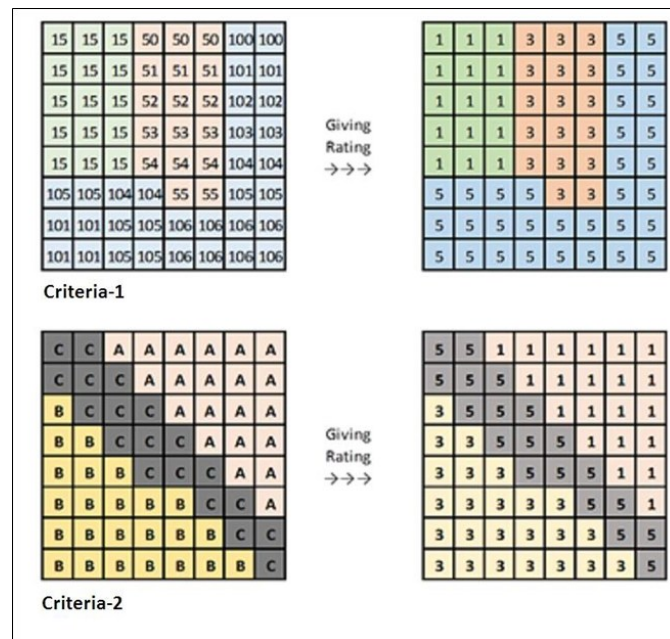 15 15 15 50 50 50 100 100 1 1 1 3 3 3 5 5
15 15 15 51 51 51 101 101 1 1 1 3 3 3 5 5
15 15 15 52 52 52 102 102 1 1 1 3 3 3 5 5
15 15 15 53 53 53 103 103 1 1 1 3 3 3 5 5
15 15 15 54 54 54 104 104 1 1 1 3 3 3 5 5
105 105 104 104 55 55 105 105 5 5 5 5 3 3 5 5
101 101 105 105 106 106 106 106 5 5 5 5 5 5 5 5
101 101 105 105 106 106 106 106 5 5 5 5 5 5 5 5
Giving
Rating
→→→
Criteria-1
C C A A A A A A 5 5 1 1 1 1 1 1
C C C A A A A A 5 5 5 1 1 1 1 1
B C C C A A A A 3 5 5 5 1 1 1 1
B B C C C A A A 3 3 5 5 5 1 1 1
B B B C C C A A 3 3 3 5 5 5 1 1
B B B B B C C A 3 3 3 3 3 5 5 1
B B B B B B C C 3 3 3 3 3 3 5 5
B B B B B B B C 3 3 3 3 3 3 3 5
Giving
Rating
→→→
Criteria-2